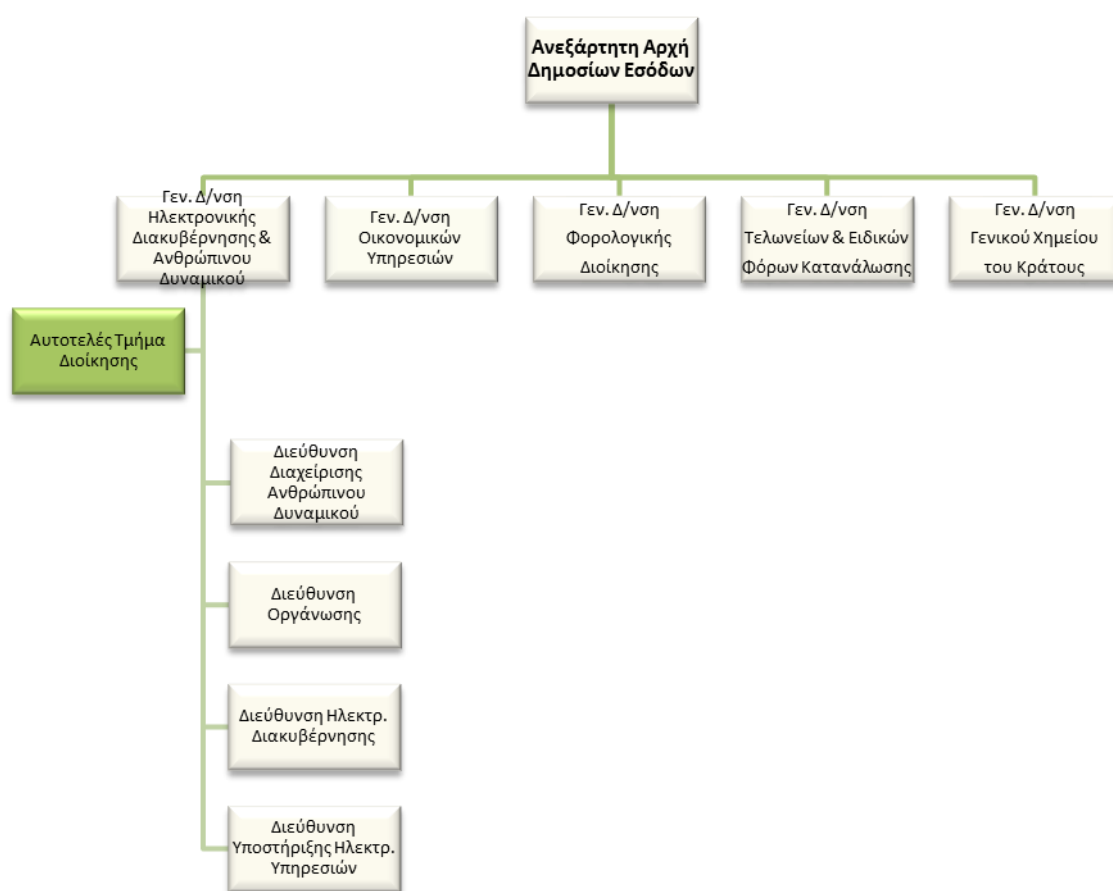 Ανεξάρτητη Αρχή
Δημοσίων Εσόδων
Γεν. Δ/νση
Ηλεκτρονικής
Διακυβέρνησης &
Ανθρώπινου
Δυναμικού
Γεν. Δ/νση
Οικονομικών
Υπηρεσιών
Γεν. Δ/νση
Φορολογικής
Διοίκησης
Γεν. Δ/νση
Τελωνείων & Ειδικών
Φόρων Κατανάλωσης
Γεν. Δ/νση
Γενικού Χημείου
του Κράτους
Αυτοτελές Τμήμα
Διοίκησης
Διεύθυνση
Διαχείρισης
Ανθρώπινου
Δυναμικού
Διεύθυνση
Οργάνωσης
Διεύθυνση Ηλεκτρ.
Διακυβέρνησης
Διεύθυνση
Υποστήριξης Ηλεκτρ.
Υπηρεσιών